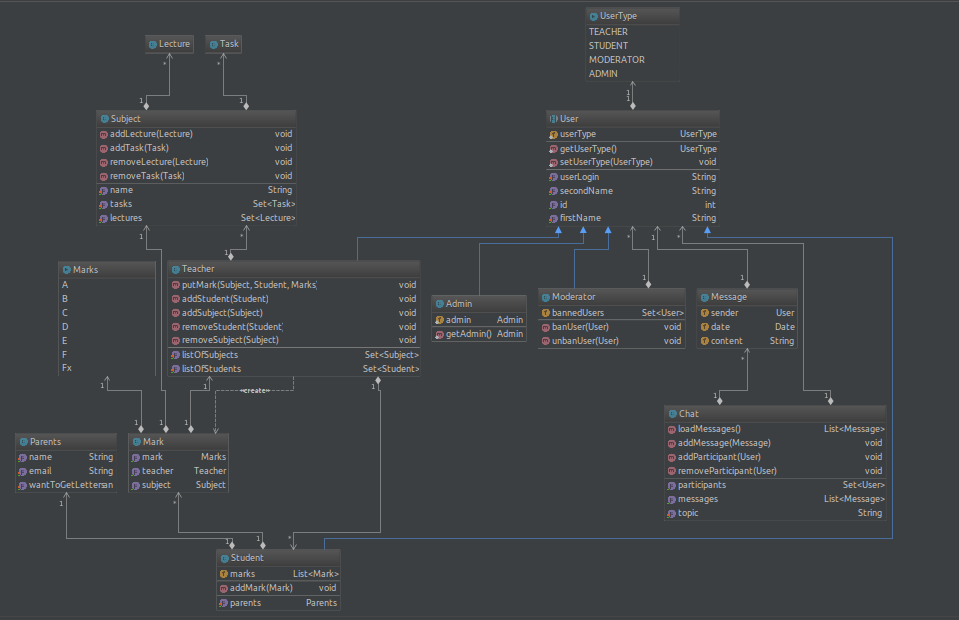 UserType
TEACHER
STUDENT
MODERATOR
ADMIN
Lecture
Task
*
*
1
1
1
1
Subject
addLecture(Lecture) void
addTask(Task) void
removeLecture(Lecture) void
removeTask(Task) void
name String
tasks Set<Task>
lectures Set<Lecture>
User
userType UserType
getUserType() UserType
setUserType(UserType) void
userLogin String
secondName String
id int
firstName String
1
*
1
*
1
*
1
1
Marks
A
B
C
D
E
F
Fx
Teacher
putMark(Subject, Student, Marks) void
addStudent(Student) void
addSubject(Subject) void
removeStudent(Student) void
removeSubject(Subject) void
listOfSubjects Set<Subject>
listOfStudents Set<Student>
Admin
admin Admin
getAdmin() Admin
Moderator
bannedUsers Set<User>
banUser(User) void
unbanUser(User) void
Message
sender User
date Date
content String
*
1
1
1
1
«create»
1
1
1
1
Chat
loadMessages() List<Message>
addMessage(Message) void
addParticipant(User) void
removeParticipant(User) void
participants Set<User>
messages List<Message>
topic String
Parents
name String
email String
wantToGetLettersan
Mark
mark Marks
teacher Teacher
subject Subject
1
*
1
1
*
Student
marks List<Mark>
addMark(Mark) void
parents Parents